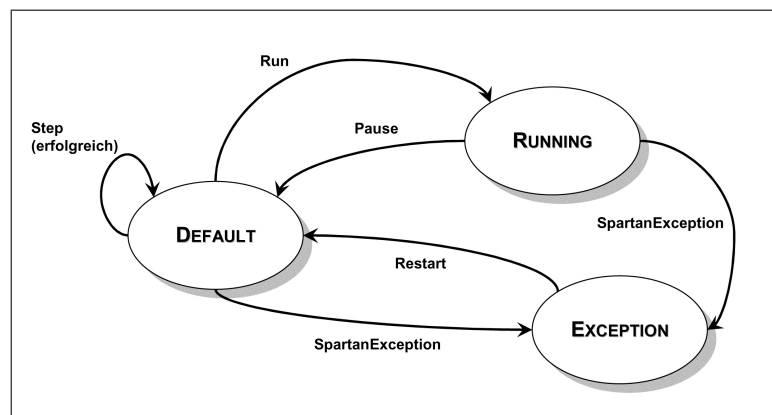 Run
Step
(erfolgreich)
Pause
RUNNING
SpartanException
DEFAULT
Restart
EXCEPTION
SpartanException